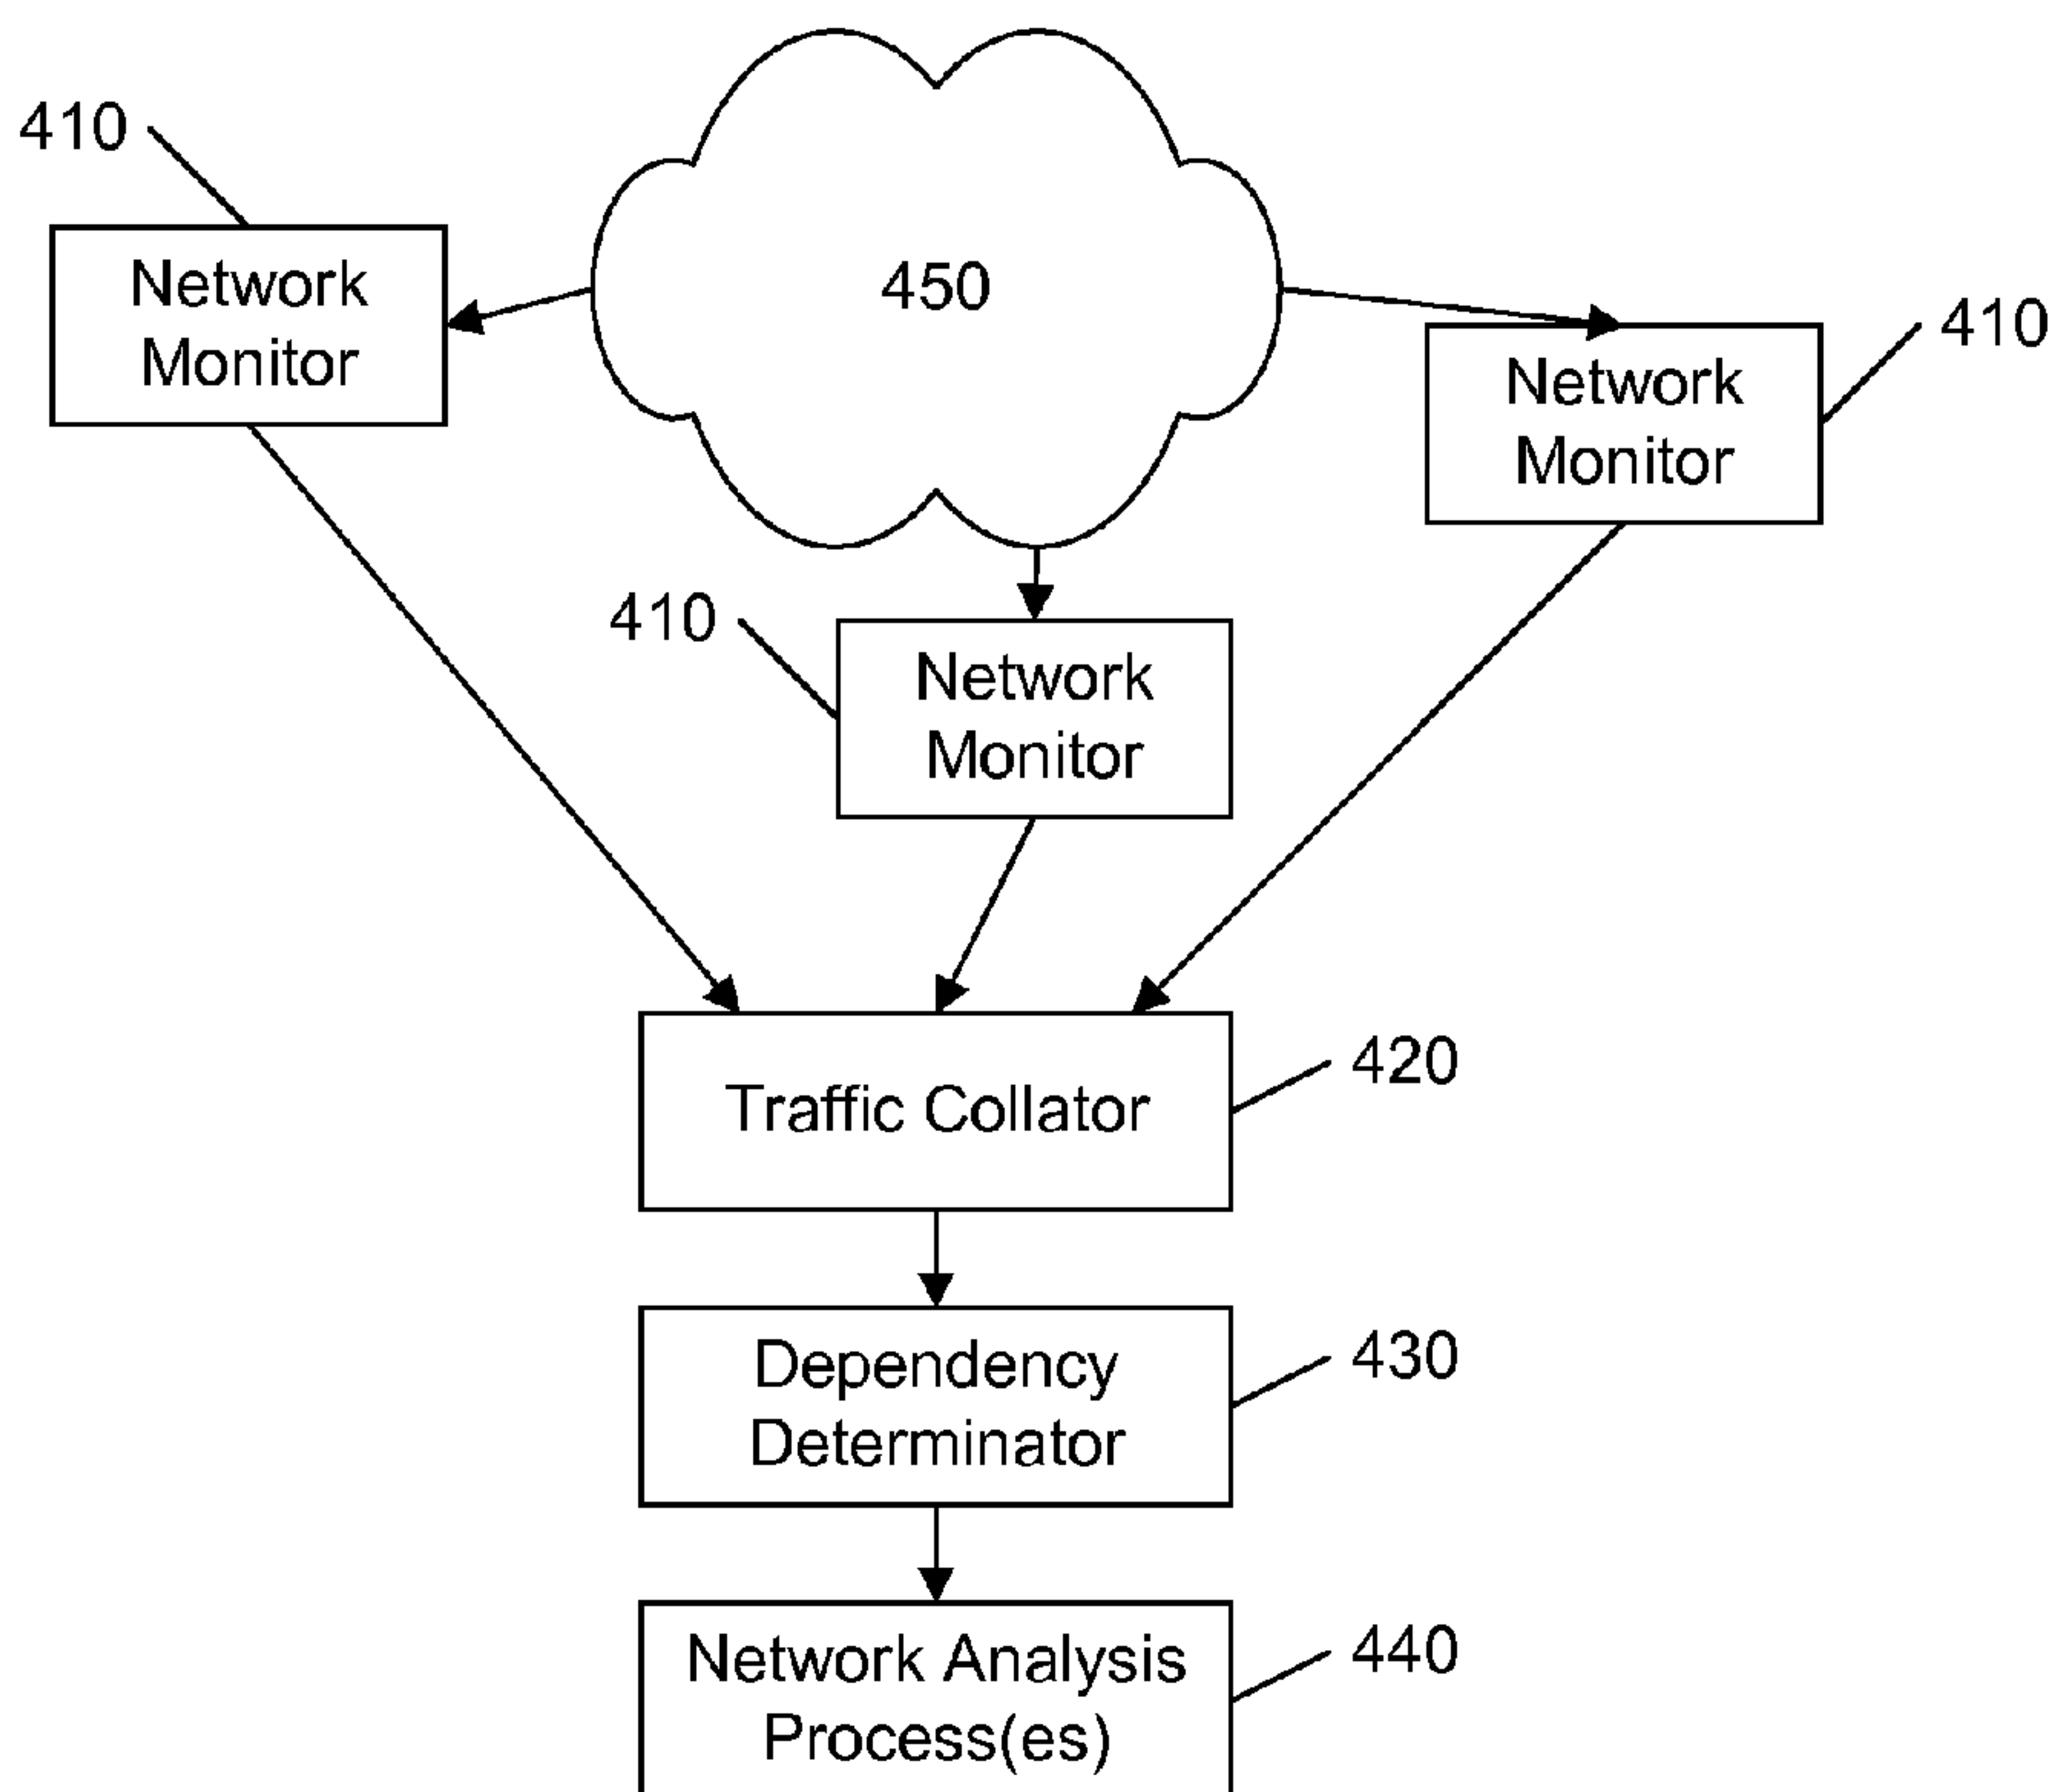 410
Network
Monitor
450
410
Network
Monitor
410
Network
Monitor
Traffic Collator
420
Dependency
Determinator
430
Network Analysis
Process(es)
440